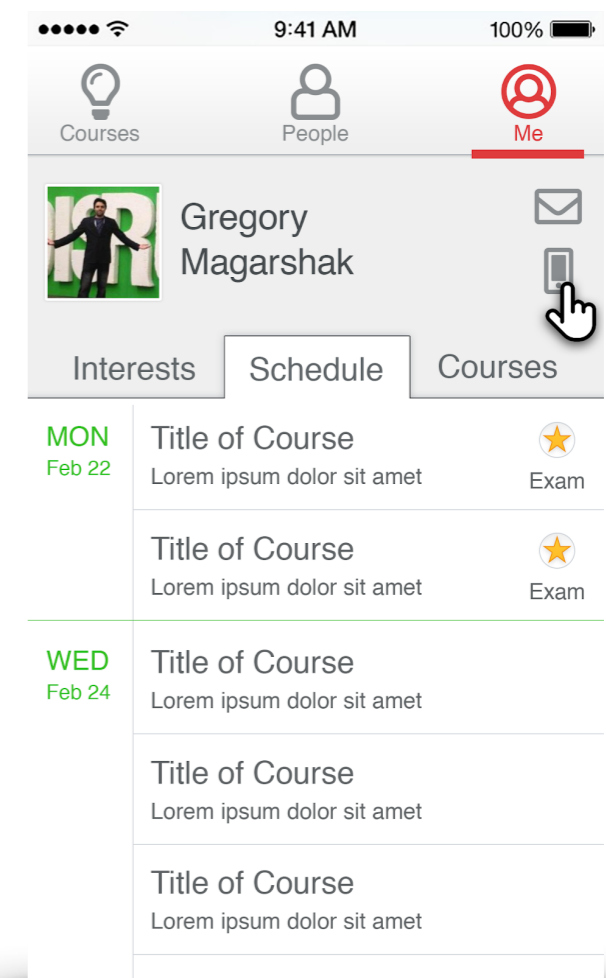 9:41 AM
100%
Courses
People
Me
Gregory
Magarshak
Interests
Schedule
Courses
MON
Feb 22
Title of Course
Lorem ipsum dolor sit amet
Exam
Title of Course
Lorem ipsum dolor sit amet
Exam
WED
Feb 24
Title of Course
Lorem ipsum dolor sit amet
Title of Course
Lorem ipsum dolor sit amet
Title of Course
Lorem ipsum dolor sit amet